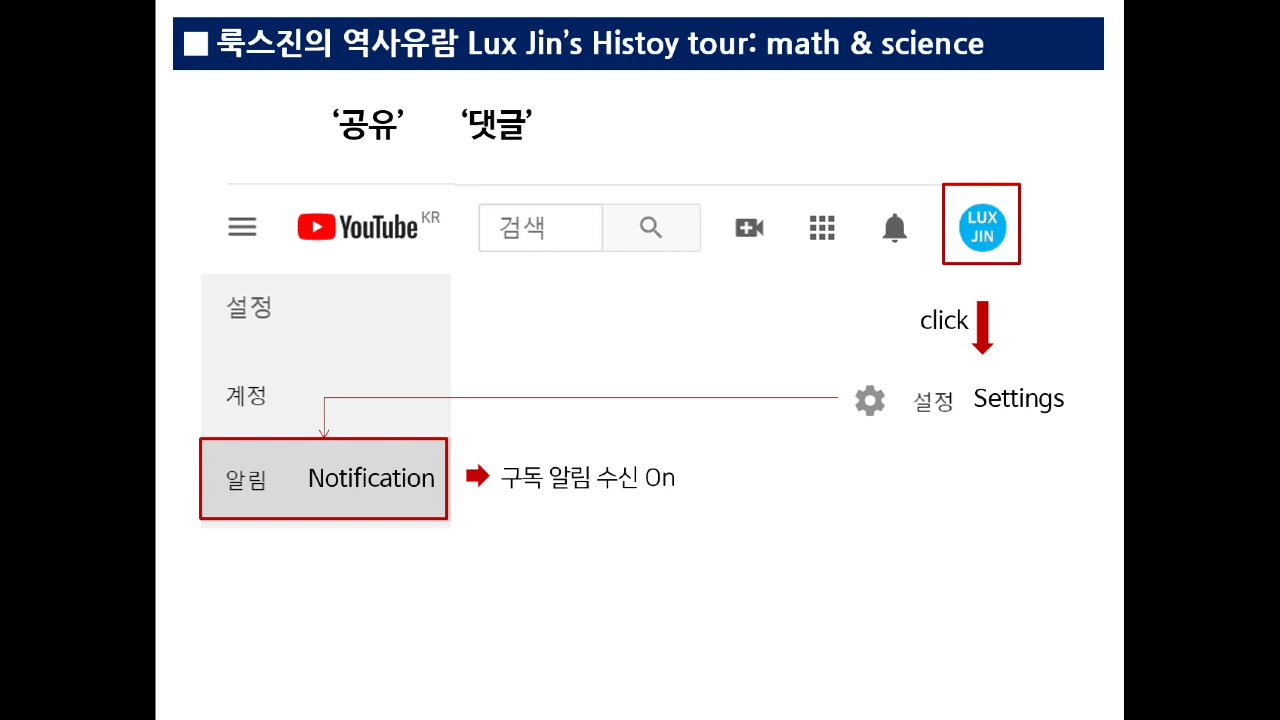 ■ 룩스진의 역사유람 Lux Jin’s Histoy tour: math & science
‘공유’ ‘댓글’
YouTube KR 검색 LUX JIN
설정
click
계정
설정 Settings
알림 Notification 구독 알림 수신 On